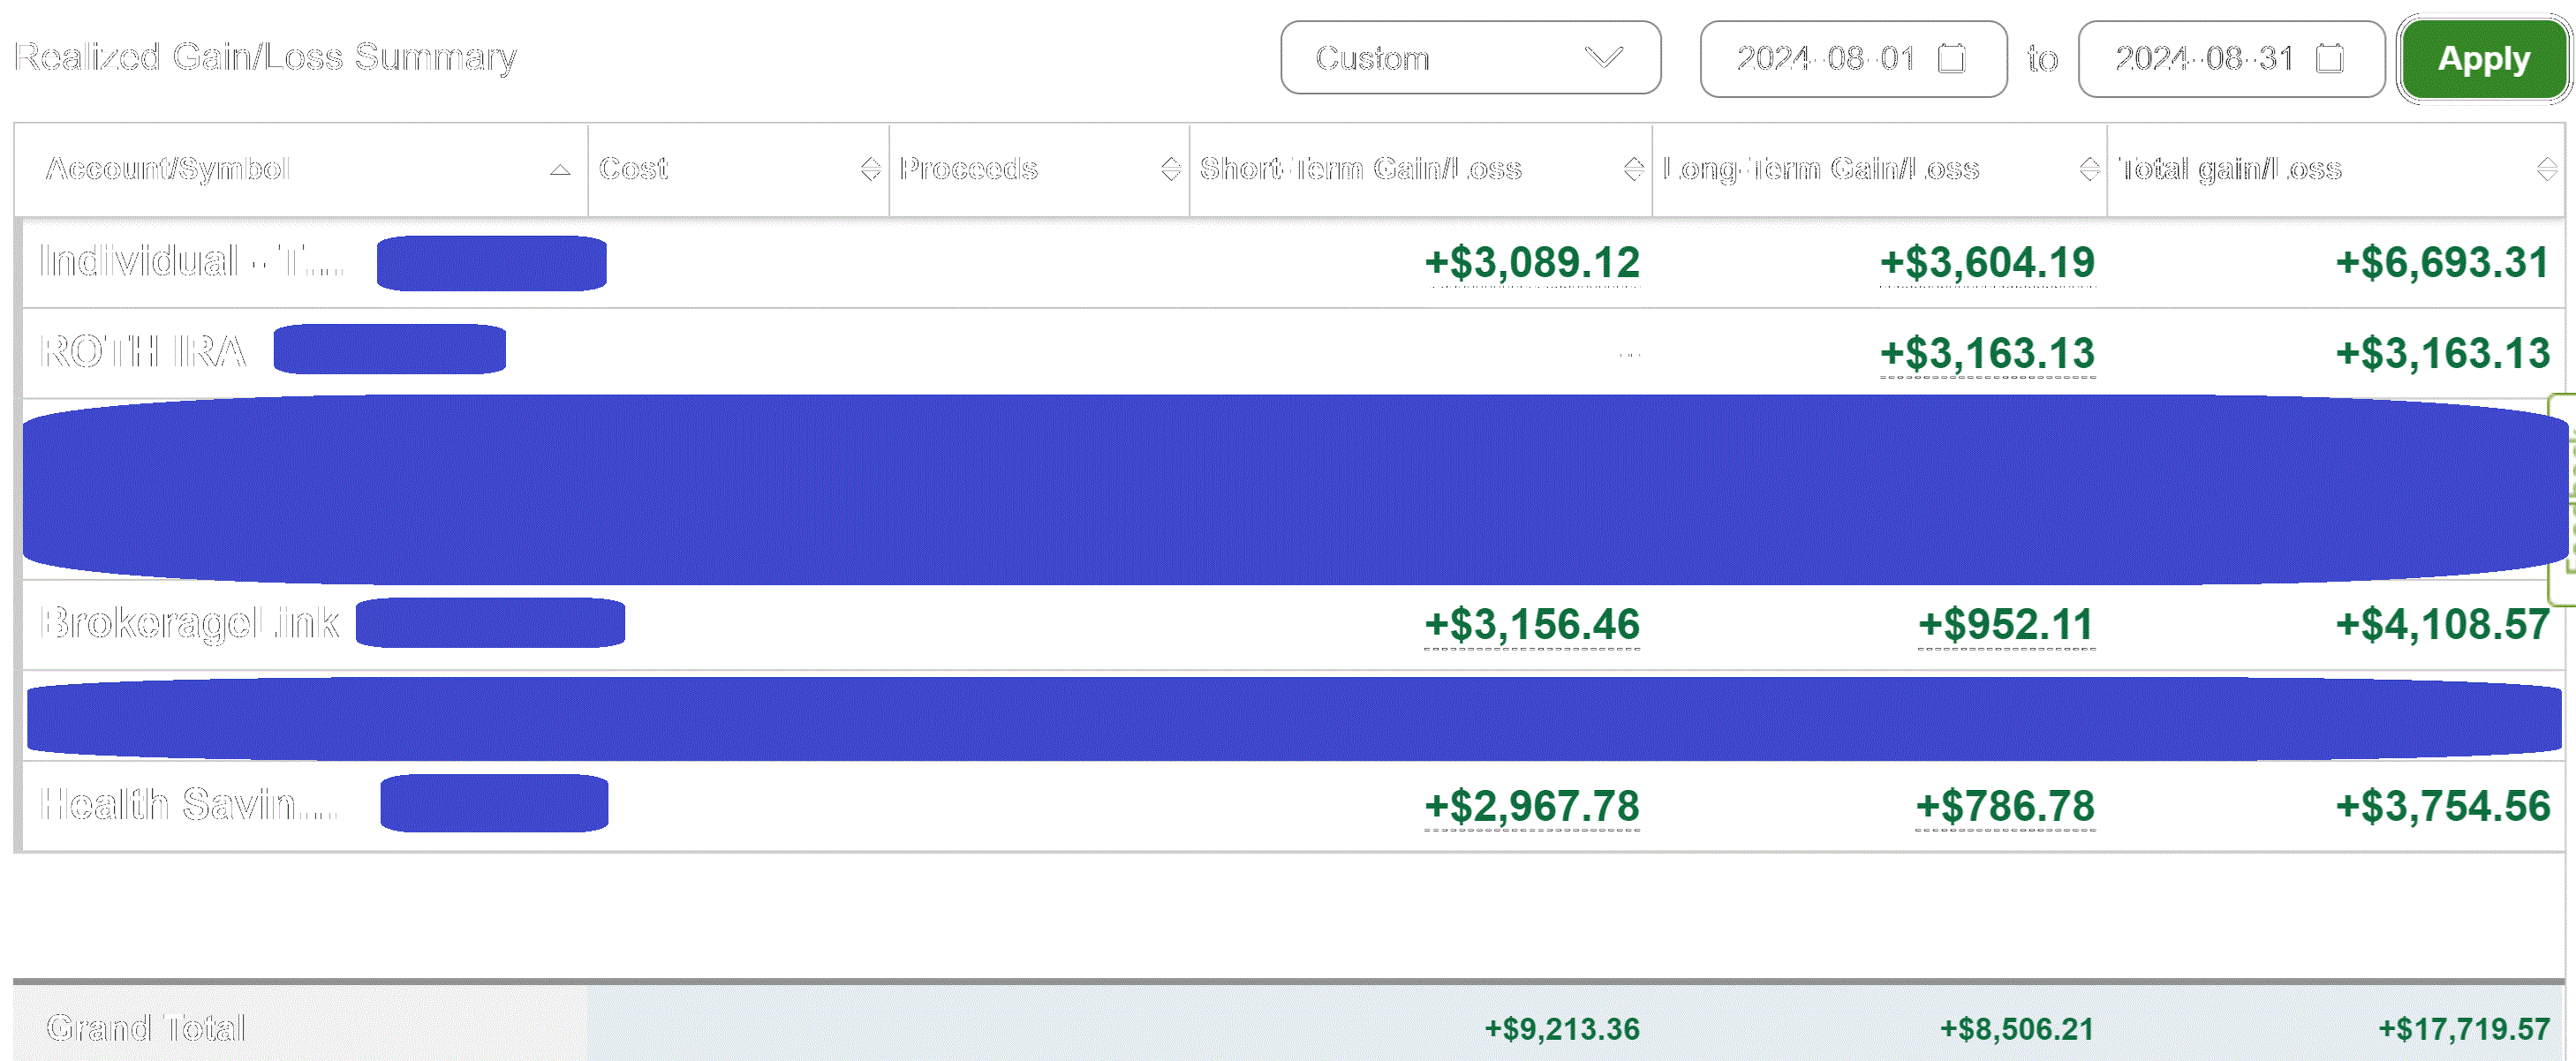 Realized Gain/Loss Summary Custom 2024-08-01 to 2024-08-31 Apply
Account/Symbol Cost Proceeds Short-Term Gain/Loss Long-Term Gain/Loss Total gain/Loss
Individual - T... +$3,089.12 +$3,604.19 +$6,693.31
ROTH IRA -- +$3,163.13 +$3,163.13
BrokerageLink +$3,156.46 +$952.11 +$4,108.57
Health Savin... +$2,967.78 +$786.78 +$3,754.56
Grand Total +$9,213.36 +$8,506.21 +$17,719.57